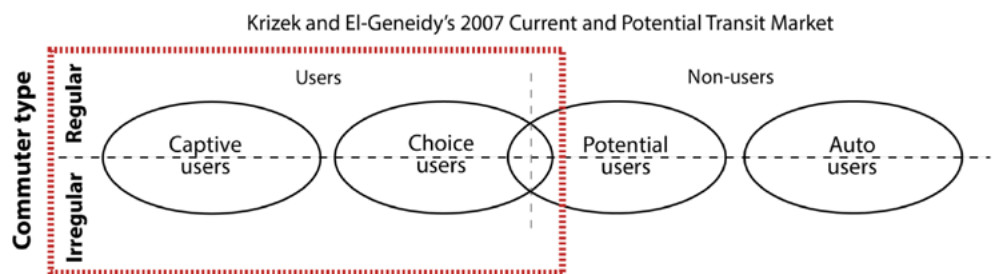 Krizek and El-Geneidy's 2007 Current and Potential Transit Market
Users
Non-users
Commuter type
Regular
Irregular
Captive
users
Choice
users
Potential
users
Auto
users